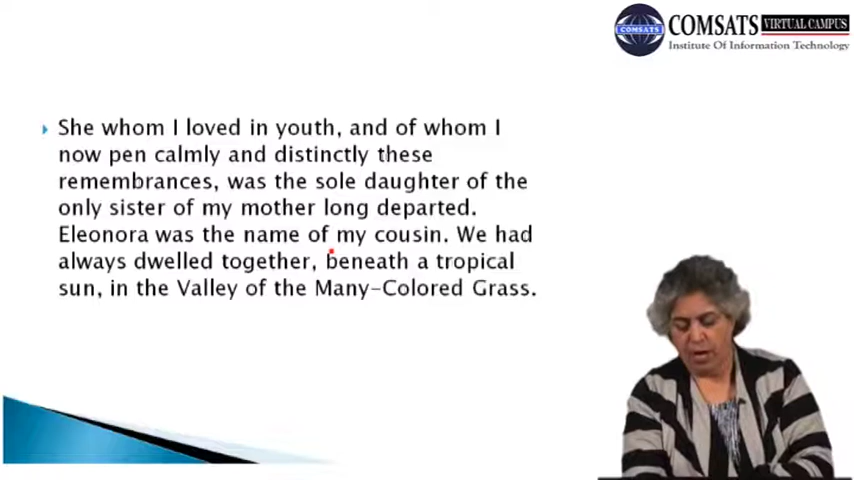 COMSATS VIRTUAL CAMPUS
Institute Of Information Technology
COMSATS
She whom I loved in youth, and of whom I
now pen calmly and distinctly these
remembrances, was the sole daughter of the
only sister of my mother long departed.
Eleonora was the name of my cousin. We had
always dwelled together, beneath a tropical
sun, in the Valley of the Many-Colored Grass.